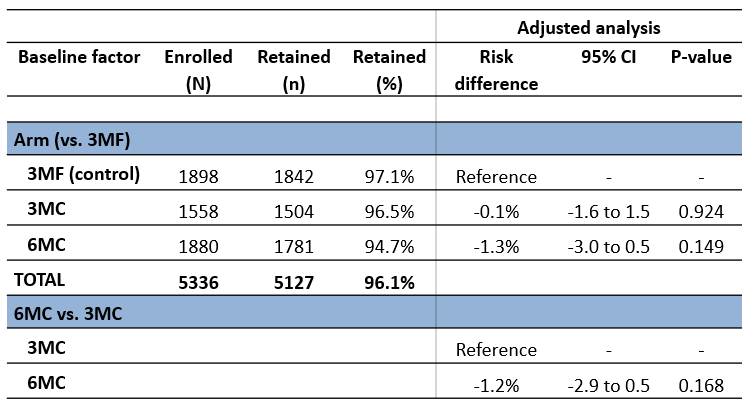 Adjusted analysis
Baseline factor Enrolled Retained Retained Risk 95% CI P-value
(N) (n) (%) difference
Arm (vs. 3MF)
3MF (control) 1898 1842 97.1% Reference - -
3MC 1558 1504 96.5% -0.1% -1.6 to 1.5 0.924
6MC 1880 1781 94.7% -1.3% -3.0 to 0.5 0.149
TOTAL 5336 5127 96.1%
6MC vs. 3MC
3MC Reference - -
6MC -1.2% -2.9 to 0.5 0.168